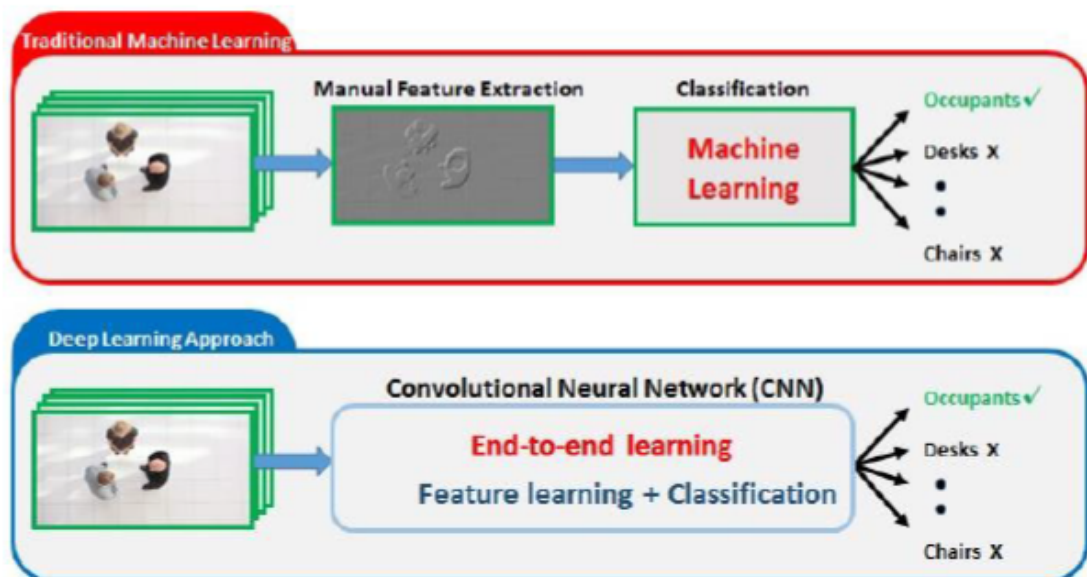 Traditional Machine Learning
Manual Feature Extraction
Classification
Machine
Learning
Occupants ✓
Desks X
Chairs X
Deep Learning Approach
Convolutional Neural Network (CNN)
End-to-end learning
Feature learning + Classification
Occupants ✓
Desks X
Chairs X